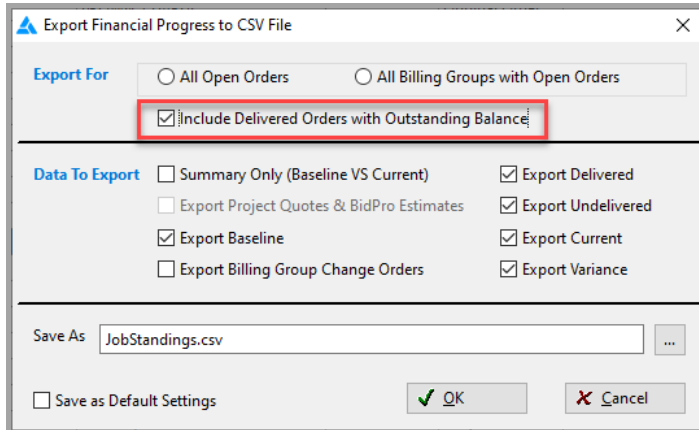 Export Financial Progress to CSV File
Export For
All Open Orders
All Billing Groups with Open Orders
Include Delivered Orders with Outstanding Balance
Data To Export
Summary Only (Baseline VS Current)
Export Delivered
Export Project Quotes & BidPro Estimates
Export Undelivered
Export Baseline
Export Current
Export Billing Group Change Orders
Export Variance
Save As
JobStandings.csv
...
Save as Default Settings
OK
Cancel